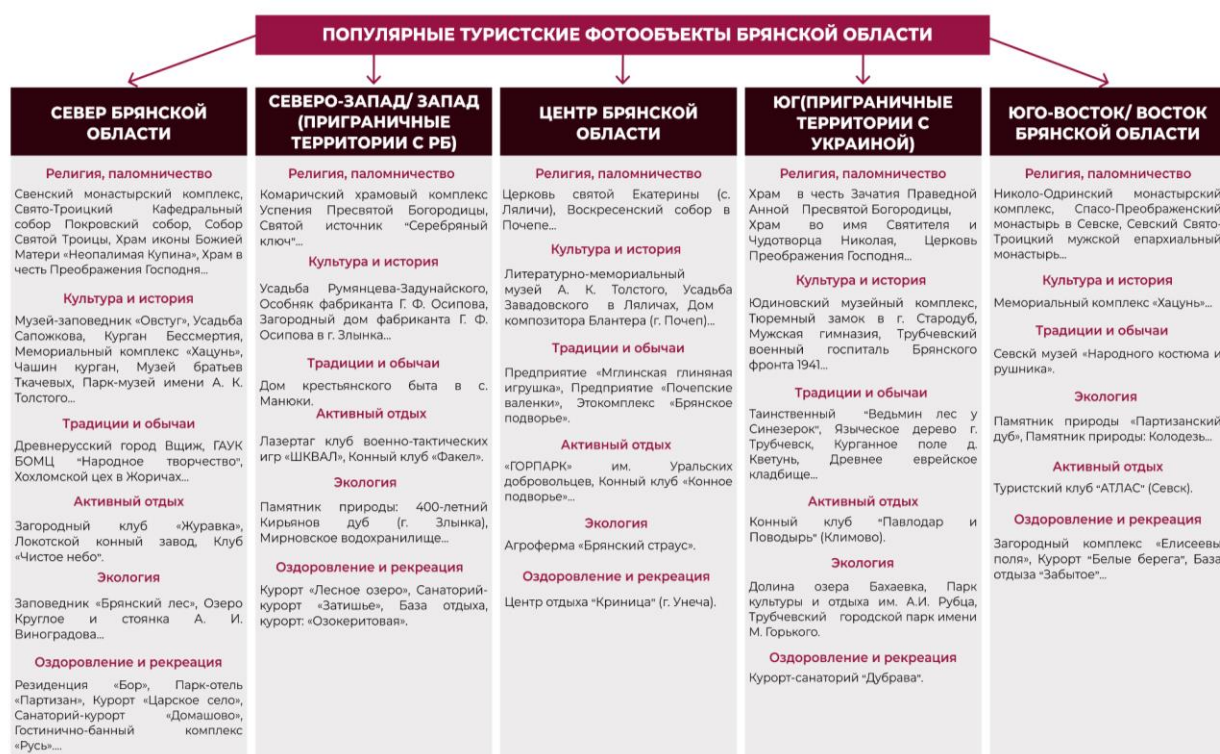 ПОПУЛЯРНЫЕ ТУРИСТСКИЕ ФОТООБЪЕКТЫ БРЯНСКОЙ ОБЛАСТИ
СЕВЕР БРЯНСКОЙ
ОБЛАСТИ
Религия, паломничество
Свенский монастырский комплекс,
Свято-Троицкий Кафедральный
собор Покровский собор, Собор
Святой Троицы, Храм иконы Божией
Матери «Неопалимая Купина», Храм в
честь Преображения Господня...
Культура и история
Музей-заповедник «Овстуг», Усадьба
Сапожкова, Курган Бессмертия,
Мемориальный комплекс «Хацунь»,
Чашин курган, Музей братьев
Ткачевых, Парк-музей имени А. К.
Толстого...
Традиции и обычаи
Древнерусский город Вщиж, ГАУК
БОМЦ "Народное творчество",
Хохломской цех в Жоричах...
Активный отдых
Загородный клуб «Журавка»,
Локотской конный завод, Клуб
«Чистое небо".
Экология
Заповедник «Брянский лес», Озеро
Круглое и стоянка А. И.
Виноградова...
Оздоровление и рекреация
Резиденция «Бор», Парк-отель
«Партизан», Курорт «Царское село»,
Санаторий-курорт «Домашово»,
Гостинично-банный комплекс
«Русь»....
СЕВЕРО-ЗАПАД/ ЗАПАД
(ПРИГРАНИЧНЫЕ
ТЕРРИТОРИИ С РБ)
Религия, паломничество
Комаричский храмовый комплекс
Успения Пресвятой Богородицы,
Святой источник "Серебряный
ключ"...
Культура и история
Усадьба Румянцева-Задунайского,
Особняк фабриканта Г. Ф. Осипова,
Загородный дом фабриканта Г. Ф.
Осипова в г. Злынка...
Традиции и обычаи
Дом крестьянского быта в с.
Манюки.
Активный отдых
Лазертаг клуб военно-тактических
игр «ШКВАЛ», Конный клуб «Факел».
Экология
Памятник природы: 400-летний
Кирьянов дуб (г. Злынка),
Мирновское водохранилище...
Оздоровление и рекреация
Курорт «Лесное озеро», Санаторий-
курорт «Затишье», База отдыха,
курорт: «Озокеритовая».
ЦЕНТР БРЯНСКОЙ
ОБЛАСТИ
Религия, паломничество
Церковь святой Екатерины (с.
Ляличи), Воскресенский собор в
Почепе...
Культура и история
Литературно-мемориальный
музей А. К. Толстого, Усадьба
Завадовского в Ляличах, Дом
композитора Блантера (г. Почеп)...
Традиции и обычаи
Предприятие «Мглинская глиняная
игрушка», Предприятие «Почепские
валенки», Этокомплекс «Брянское
подворье».
Активный отдых
«ГОРПАРК» им. Уральских
добровольцев, Конный клуб «Конное
подворье»...
Экология
Агроферма «Брянский страус».
Оздоровление и рекреация
Центр отдыха "Криница" (г. Унеча).
ЮГ(ПРИГРАНИЧНЫЕ
ТЕРРИТОРИИ С
УКРАИНОЙ)
Религия, паломничество
Храм в честь Зачатия Праведной
Анной Пресвятой Богородицы,
Храм во имя Святителя и
Чудотворца Николая, Церковь
Преображения Господня...
Культура и история
Юдиновский музейный комплекс,
Тюремный замок в г. Стародуб,
Мужская гимназия, Трубчевский
военный госпиталь Брянского
фронта 1941...
Традиции и обычаи
Таинственный "Ведьмин лес у
Синезерок", Языческое дерево г.
Трубчевск, Курганное поле д.
Кветунь, Древнее еврейское
кладбище...
Активный отдых
Конный клуб "Павлодар и
Поводырь" (Климово).
Экология
Долина озера Бахаевка, Парк
культуры и отдыха им. А.И. Рубца,
Трубчевский городской парк имени
М. Горького.
Оздоровление и рекреация
Курорт-санаторий "Дубрава".
ЮГО-ВОСТОК/ ВОСТОК
БРЯНСКОЙ ОБЛАСТИ
Религия, паломничество
Николо-Одринский монастырский
комплекс, Спасо-Преображенский
монастырь в Севске, Севский Свято-
Троицкий мужской епархиальный
монастырь...
Культура и история
Мемориальный комплекс «Хацунь»...
Традиции и обычаи
Севскй музей «Народного костюма и
рушника».
Экология
Памятник природы «Партизанский
дуб», Памятник природы: Колодезь...
Активный отдых
Туристский клуб "АТЛАС" (Севск).
Оздоровление и рекреация
Загородный комплекс «Елисеевы
поля», Курорт "Белые берега", База
отдыза "Забытое"...